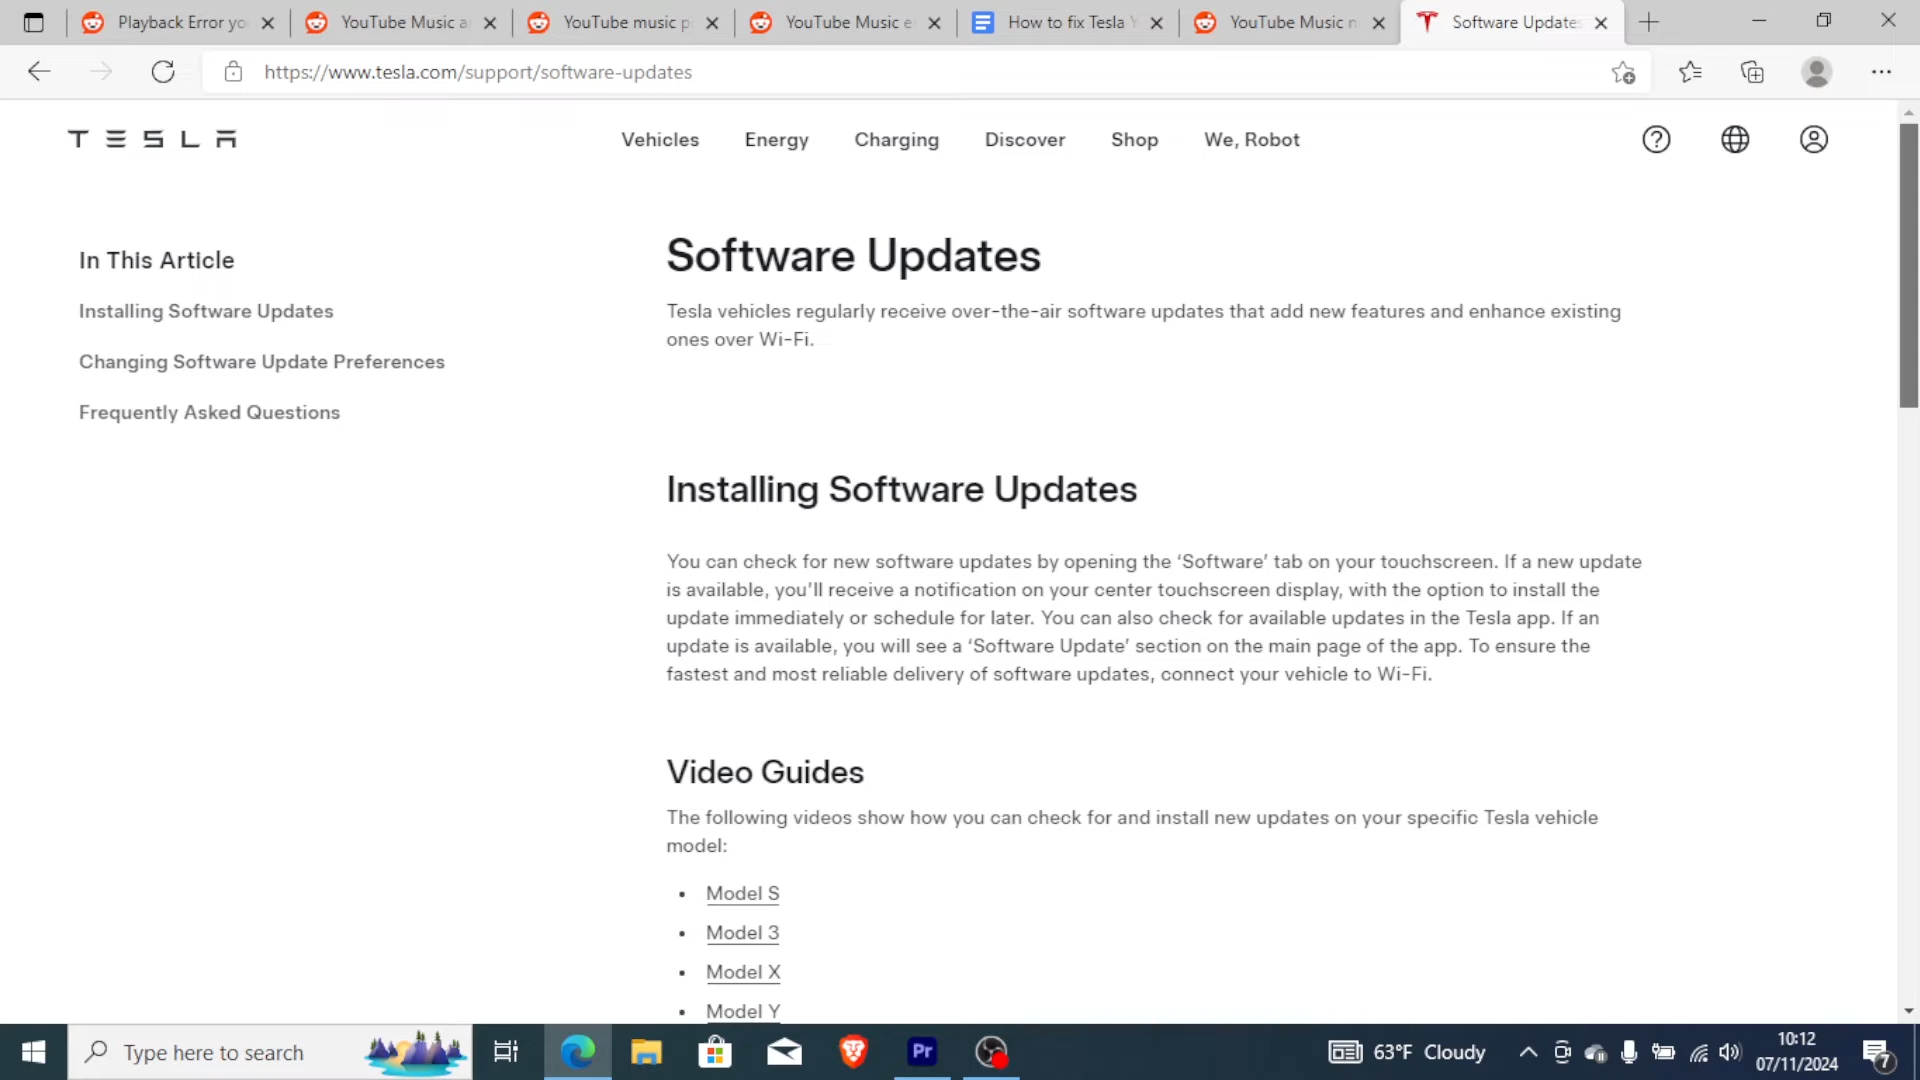 Playback Error yo
YouTube Music a
YouTube music p
YouTube Music e
How to fix Tesla Y
YouTube Music n
Software Updates
https://www.tesla.com/support/software-updates
TESLA
Vehicles
Energy
Charging
Discover
Shop
We, Robot
In This Article
Installing Software Updates
Changing Software Update Preferences
Frequently Asked Questions
Software Updates
Tesla vehicles regularly receive over-the-air software updates that add new features and enhance existing
ones over Wi-Fi.
Installing Software Updates
You can check for new software updates by opening the ‘Software’ tab on your touchscreen. If a new update
is available, you’ll receive a notification on your center touchscreen display, with the option to install the
update immediately or schedule for later. You can also check for available updates in the Tesla app. If an
update is available, you will see a ‘Software Update’ section on the main page of the app. To ensure the
fastest and most reliable delivery of software updates, connect your vehicle to Wi-Fi.
Video Guides
The following videos show how you can check for and install new updates on your specific Tesla vehicle
model:
• Model S
• Model 3
• Model X
• Model Y
Type here to search
Pr
63°F Cloudy
10:12
07/11/2024
7